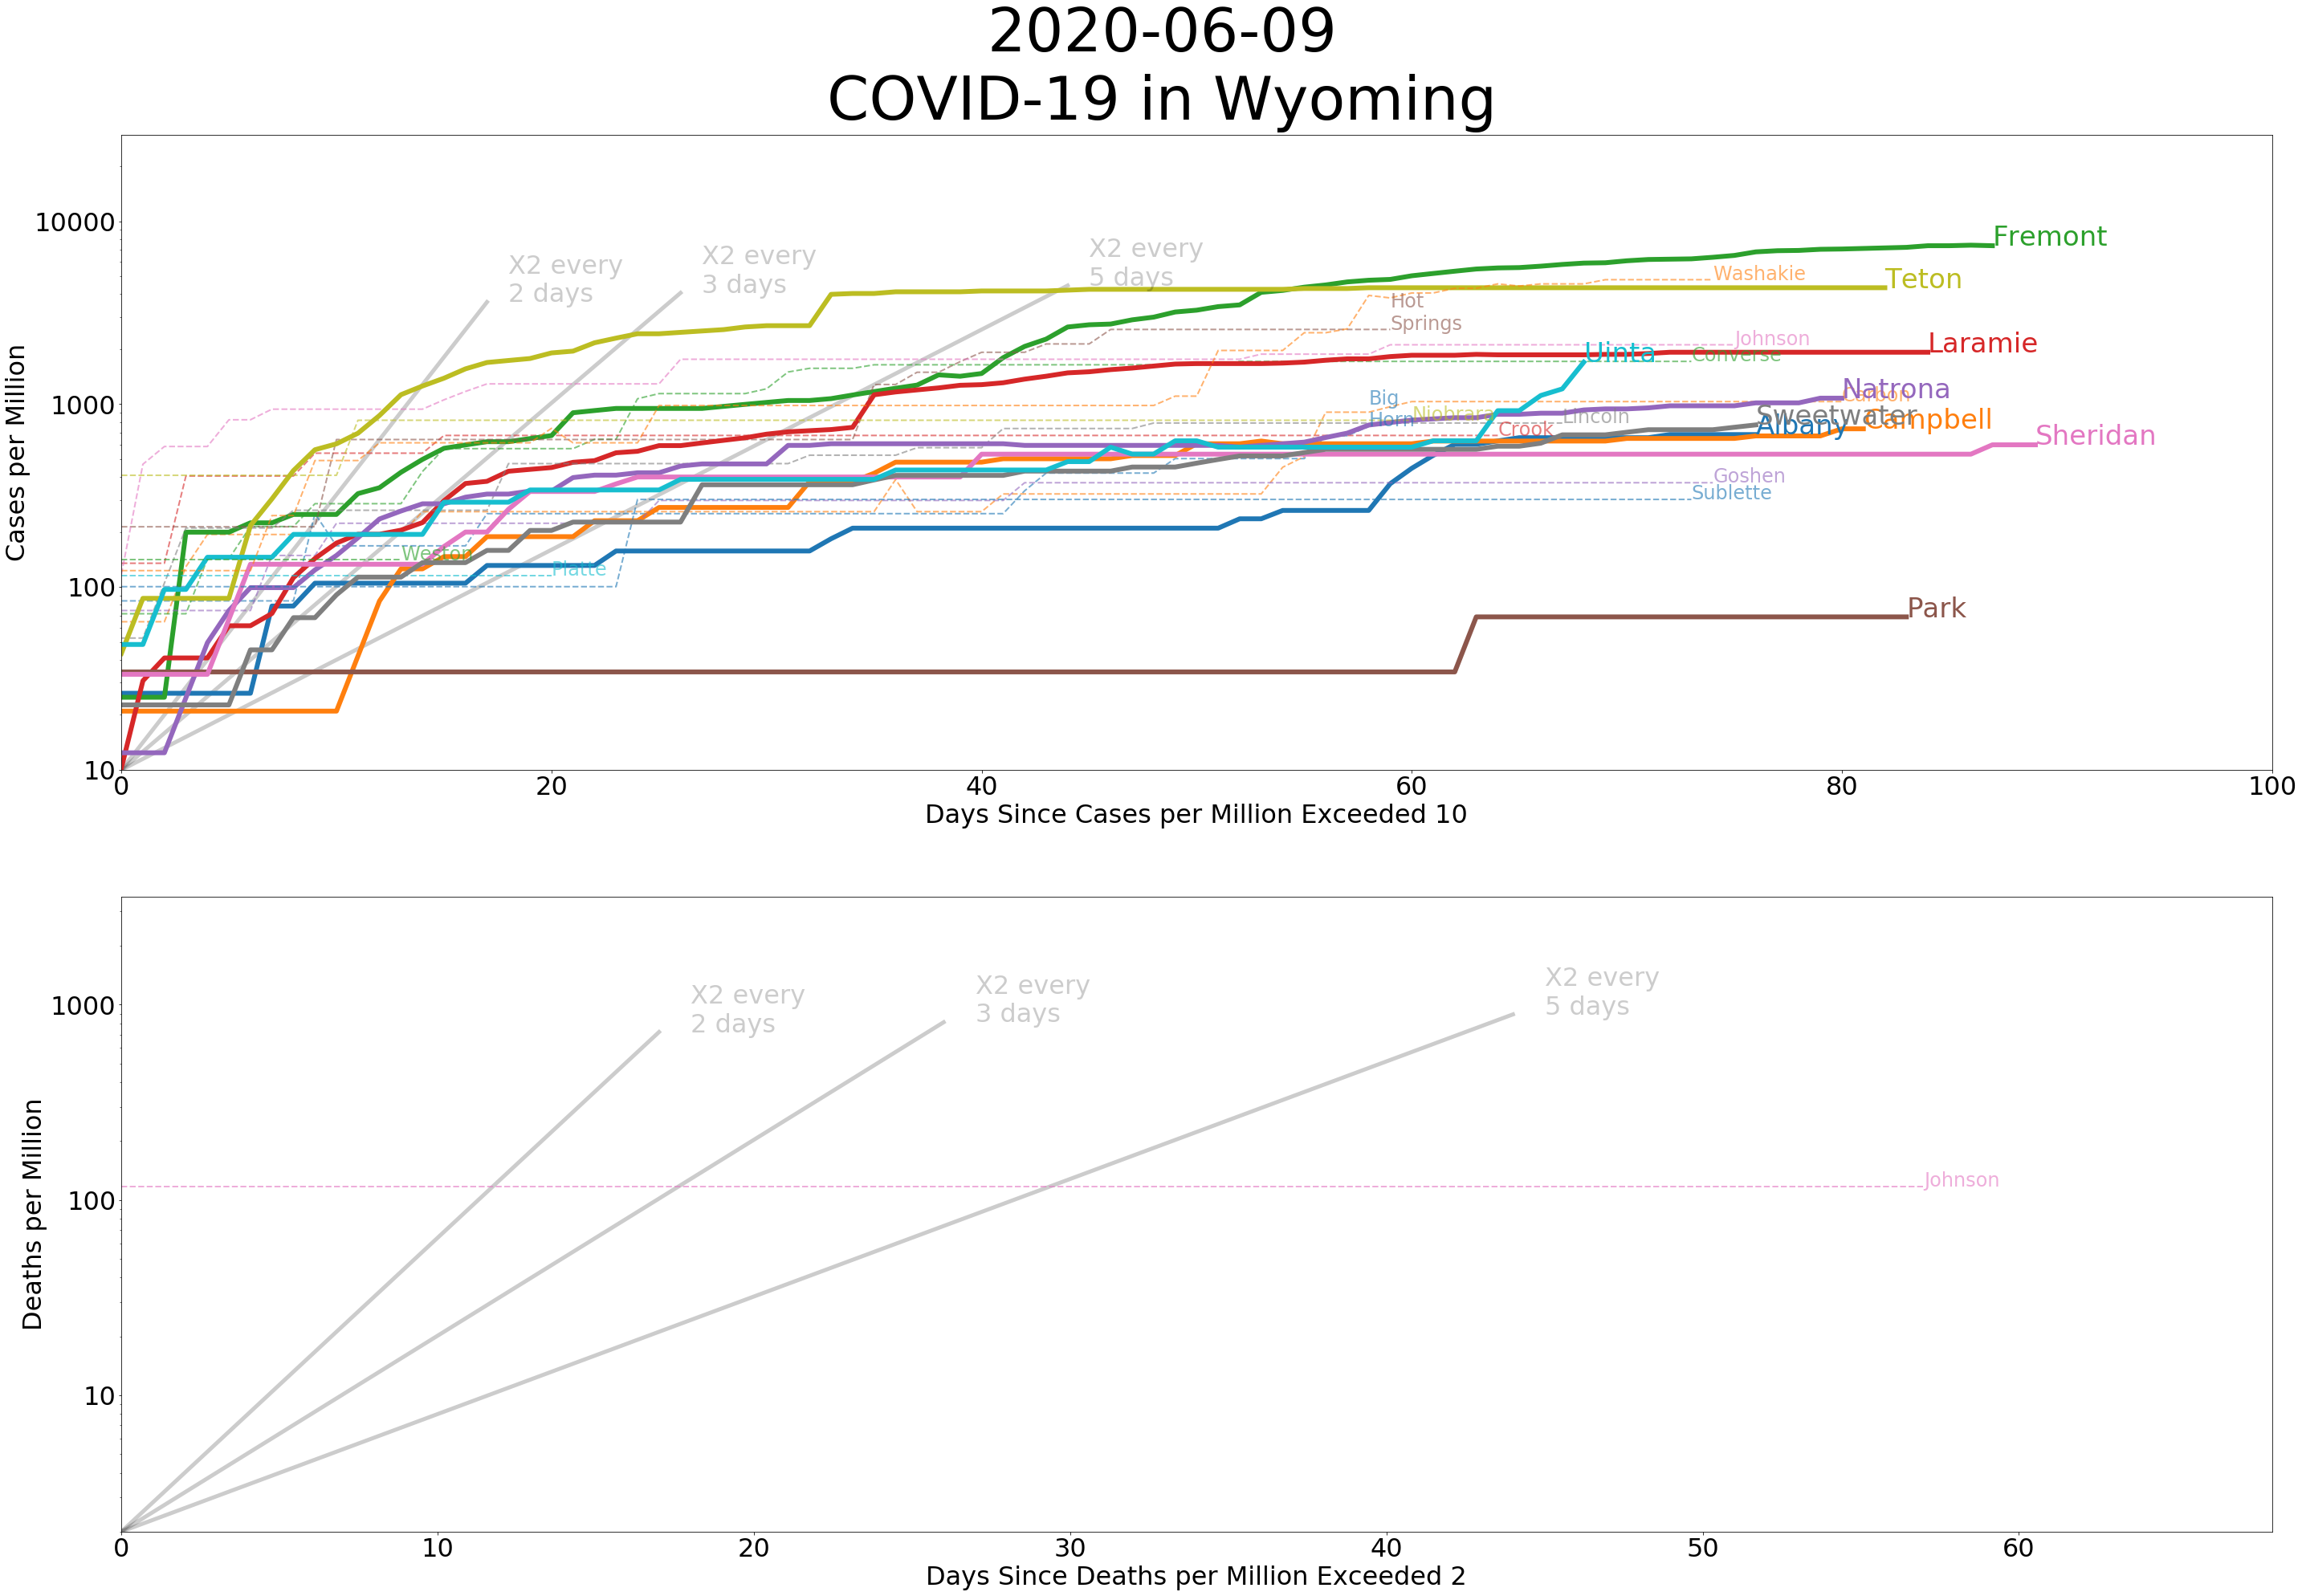 2020-06-09
COVID-19 in Wyoming
Cases per Million
10000
1000
100
10
X2 every
2 days
X2 every
3 days
X2 every
5 days
Fremont
Washakie
Teton
Hot
Springs
Johnson
Laramie
Uinta
Converse
Natrona
Carbon
Big
Horn
Niobrara
Lincoln
Sweetwater
Campbell
Albany
Crook
Sheridan
Goshen
Sublette
Weston
Platte
Park
0
20
40
60
80
100
Days Since Cases per Million Exceeded 10
Deaths per Million
1000
100
10
X2 every
2 days
X2 every
3 days
X2 every
5 days
Johnson
0
10
20
30
40
50
60
Days Since Deaths per Million Exceeded 2